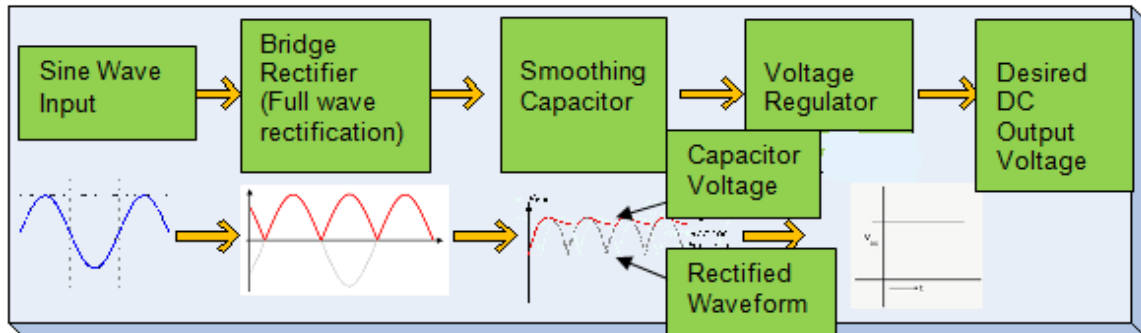 Sine Wave
Input
Bridge
Rectifier
(Full wave
rectification)
Smoothing
Capacitor
Voltage
Regulator
Desired
DC
Output
Voltage
Capacitor
Voltage
Rectified
Waveform
t